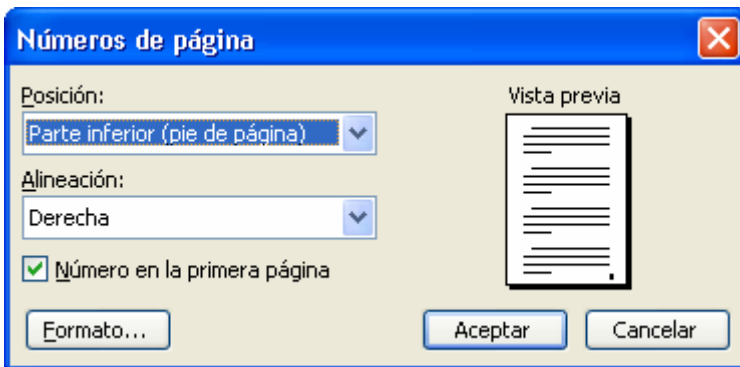 Números de página
Posición:
Vista previa
Parte inferior (pie de página)
Alineación:
Derecha
Número en la primera página
Formato...
Aceptar
Cancelar